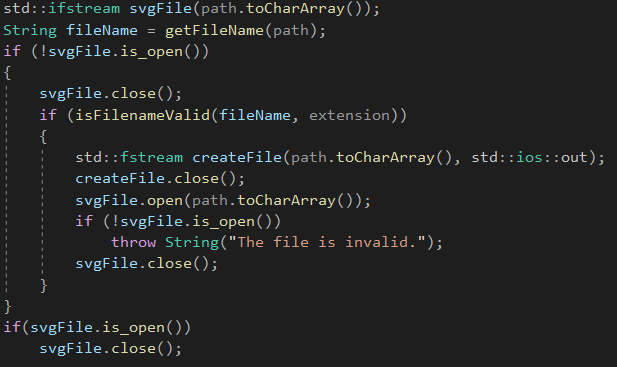 std::ifstream svgFile(path.toCharArray());
String fileName = getFileName(path);
if (!svgFile.is_open())
{
    svgFile.close();
    if (isFilenameValid(fileName, extension))
    {
        std::fstream createFile(path.toCharArray(), std::ios::out);
        createFile.close();
        svgFile.open(path.toCharArray());
        if (!svgFile.is_open())
            throw String("The file is invalid.");
        svgFile.close();
    }
}
if(svgFile.is_open())
    svgFile.close();